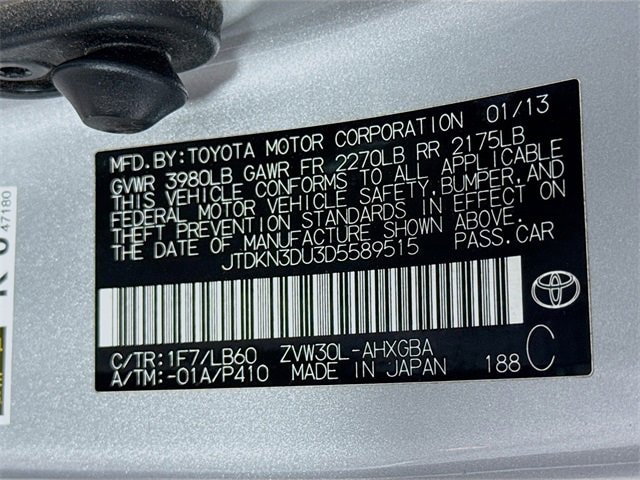 01/13
MFD.BY:TOYOTA MOTOR CORPORATION
GVWR 3980LB GAWR FR 2270LB RR 2175LB
THIS VEHICLE CONFORMS TO ALL APPLICABLE
FEDERAL MOTOR VEHICLE SAFETY,BUMPER,AND
THEFT PREVENTION STANDARDS IN EFFECT ON
THE DATE OF MANUFACTURE SHOWN ABOVE.
JTDKN3DU3D5589515 PASS.CAR
C/TR:1F7/LB60 ZVW30L-AHXGBA
A/TM:-01A/P410 MADE IN JAPAN 188 C
47180